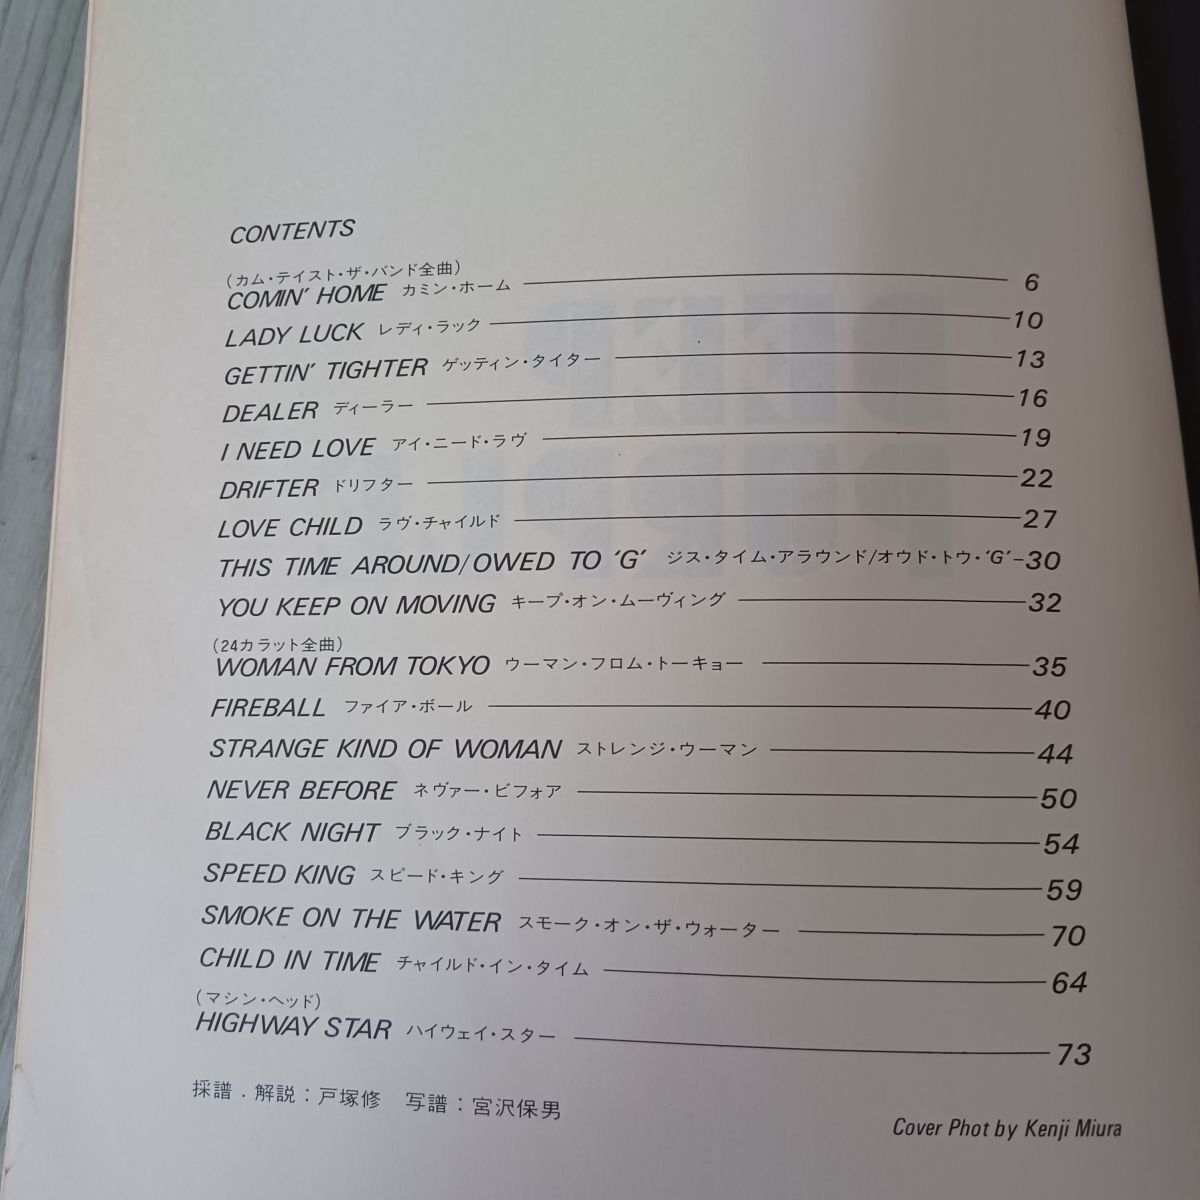 CONTENTS
(カム・テイスト・ザ・バンド全曲)
COMIN' HOME カミン・ホーム 6
LADY LUCK レディ・ラック 10
GETTIN' TIGHTER ゲッティン・タイター 13
DEALER ディーラー 16
I NEED LOVE アイ・ニード・ラヴ 19
DRIFTER ドリフター 22
LOVE CHILD ラヴ・チャイルド 27
THIS TIME AROUND/OWED TO 'G' ジス・タイム・アラウンド/オウド・トウ・'G' 30
YOU KEEP ON MOVING キープ・オン・ムーヴィング 32
(24カラット全曲)
WOMAN FROM TOKYO ウーマン・フロム・トーキョー 35
FIREBALL ファイア・ボール 40
STRANGE KIND OF WOMAN ストレンジ・ウーマン 44
NEVER BEFORE ネヴァー・ビフォア 50
BLACK NIGHT ブラック・ナイト 54
SPEED KING スピード・キング 59
SMOKE ON THE WATER スモーク・オン・ザ・ウォーター 70
CHILD IN TIME チャイルド・イン・タイム 64
(マシン・ヘッド)
HIGHWAY STAR ハイウェイ・スター 73
採譜．解説：戸塚修 写譜：宮沢保男
Cover Phot by Kenji Miura
DEEP
PURPLE